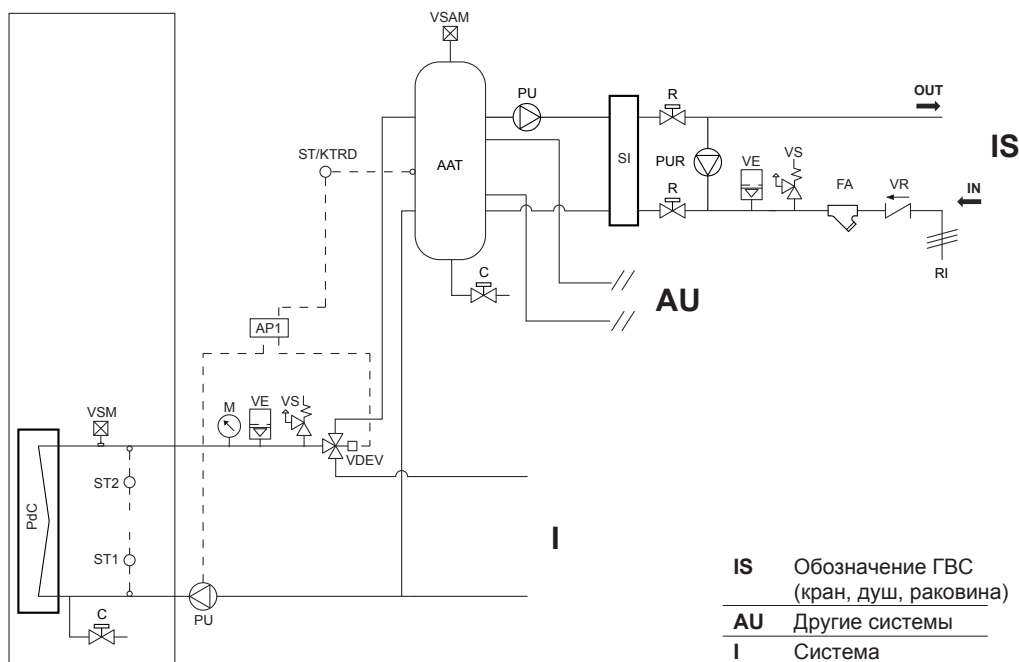 VSAM
PU
R
OUT
IS
ST/KTRD
AAT
SI
PUR
VE
VS
FA
VR
IN
R
RI
C
AU
AP1
VSM
M
VE
VS
VDEV
ST2
PdC
I
ST1
C
PU
IS Обозначение ГВС
(кран, душ, раковина)
AU Другие системы
I Система